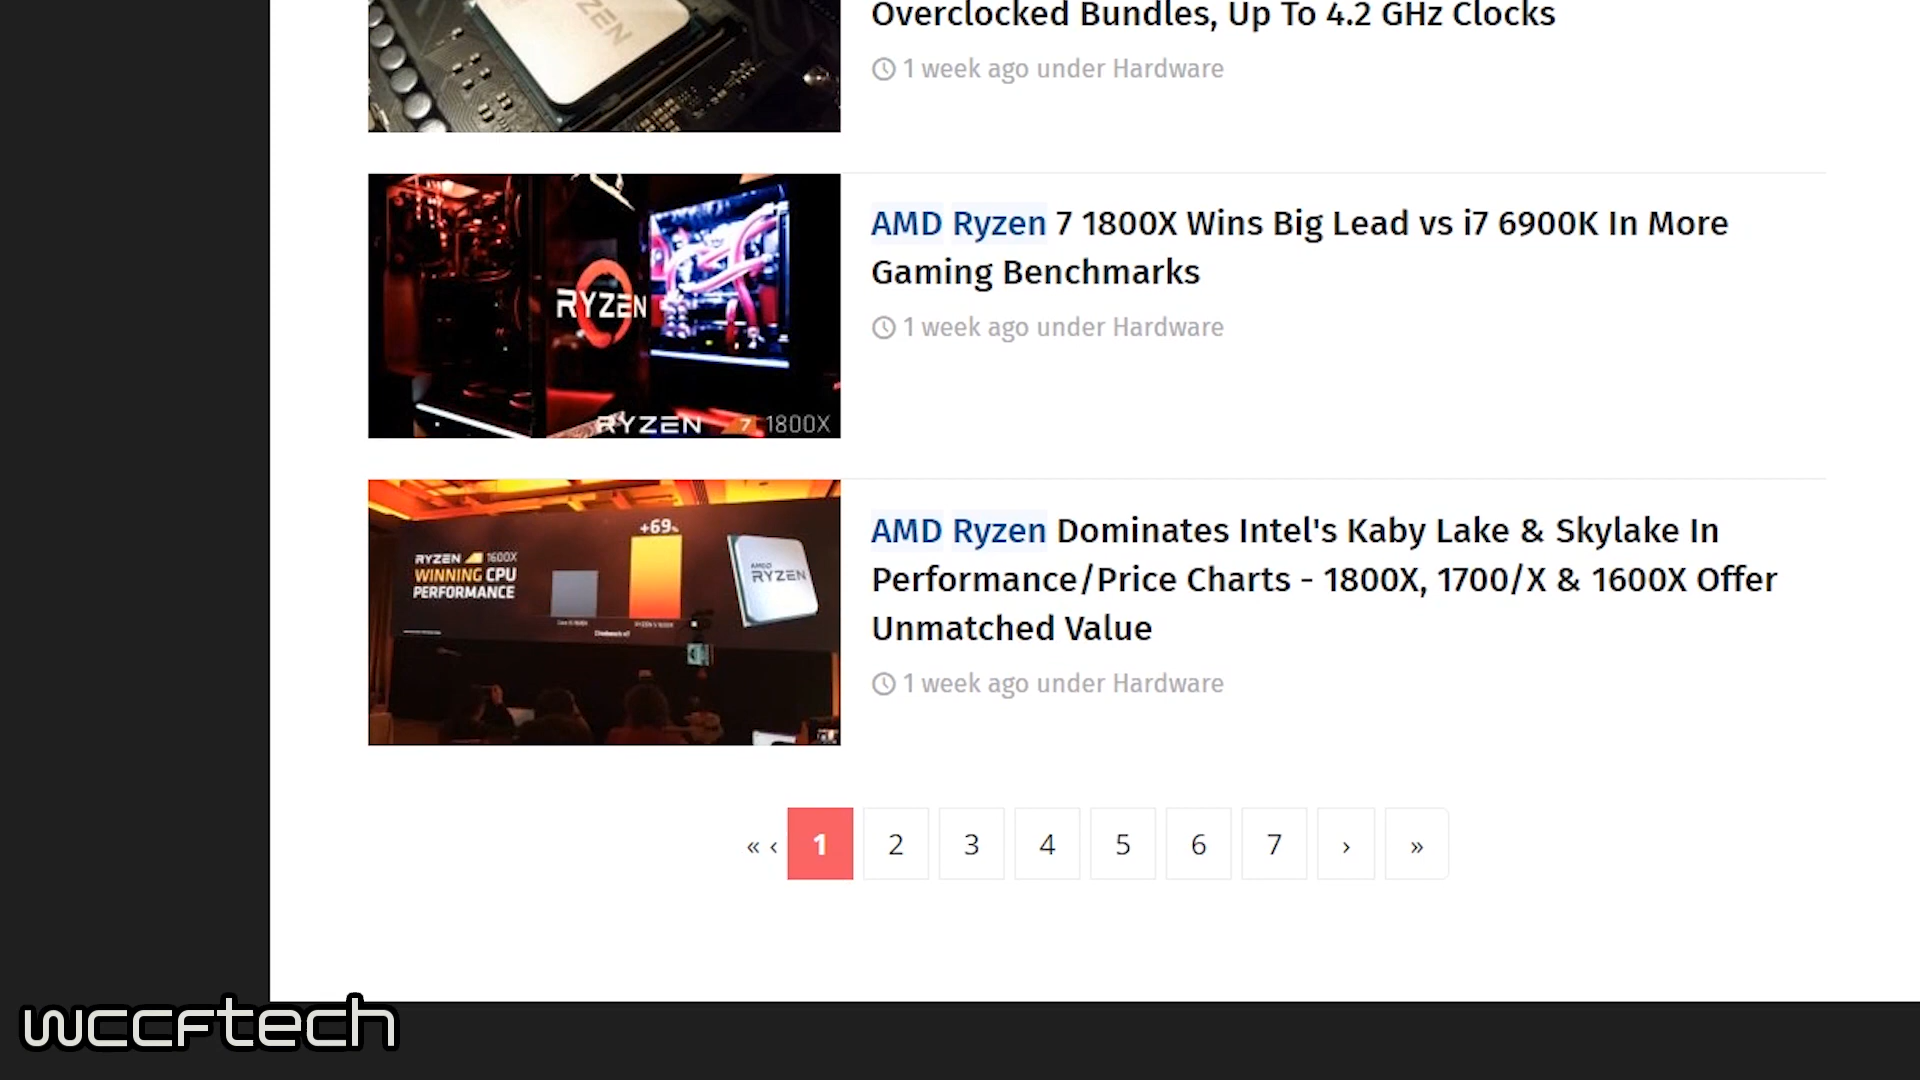 ZEN
Overclocked Bundles, Up To 4.2 GHz Clocks
1 week ago under Hardware
RYZEN
RYZEN 7 1800X
AMD Ryzen 7 1800X Wins Big Lead vs i7 6900K In More
Gaming Benchmarks
1 week ago under Hardware
+69%
RYZEN 1600X
WINNING CPU
PERFORMANCE
AMD
RYZEN
AMD Ryzen Dominates Intel's Kaby Lake & Skylake In
Performance/Price Charts - 1800X, 1700/X & 1600X Offer
Unmatched Value
1 week ago under Hardware
« ‹ 1 2 3 4 5 6 7 › »
wccftech